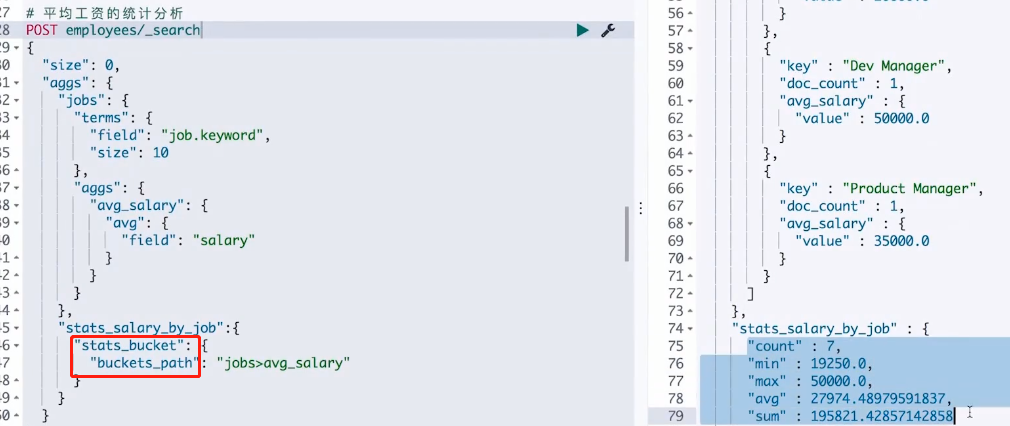 27 # 平均工资的统计分析
28 POST employees/_search
29 {
30 "size": 0,
31 "aggs": {
32 "jobs": {
33 "terms": {
34 "field": "job.keyword",
35 "size": 10
36 },
37 "aggs": {
38 "avg_salary": {
39 "avg": {
40 "field": "salary"
41 }
42 }
43 }
44 },
45 "stats_salary_by_job":{
46 "stats_bucket": {
47 "buckets_path": "jobs>avg_salary"
48 }
49 }
50 }
56 }
57 },
58 {
59 "key" : "Dev Manager",
60 "doc_count" : 1,
61 "avg_salary" : {
62 "value" : 50000.0
63 }
64 },
65 {
66 "key" : "Product Manager",
67 "doc_count" : 1,
68 "avg_salary" : {
69 "value" : 35000.0
70 }
71 }
72 ]
73 },
74 "stats_salary_by_job" : {
75 "count" : 7,
76 "min" : 19250.0,
77 "max" : 50000.0,
78 "avg" : 27974.48979591837,
79 "sum" : 195821.42857142858